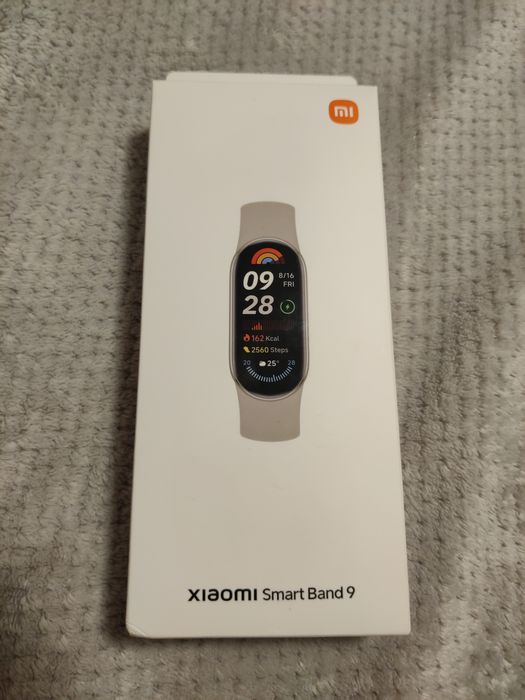 mi
09 8/16
FRI
28
162 Kcal
2560 Steps
20 25° 28
xiaomi Smart Band 9